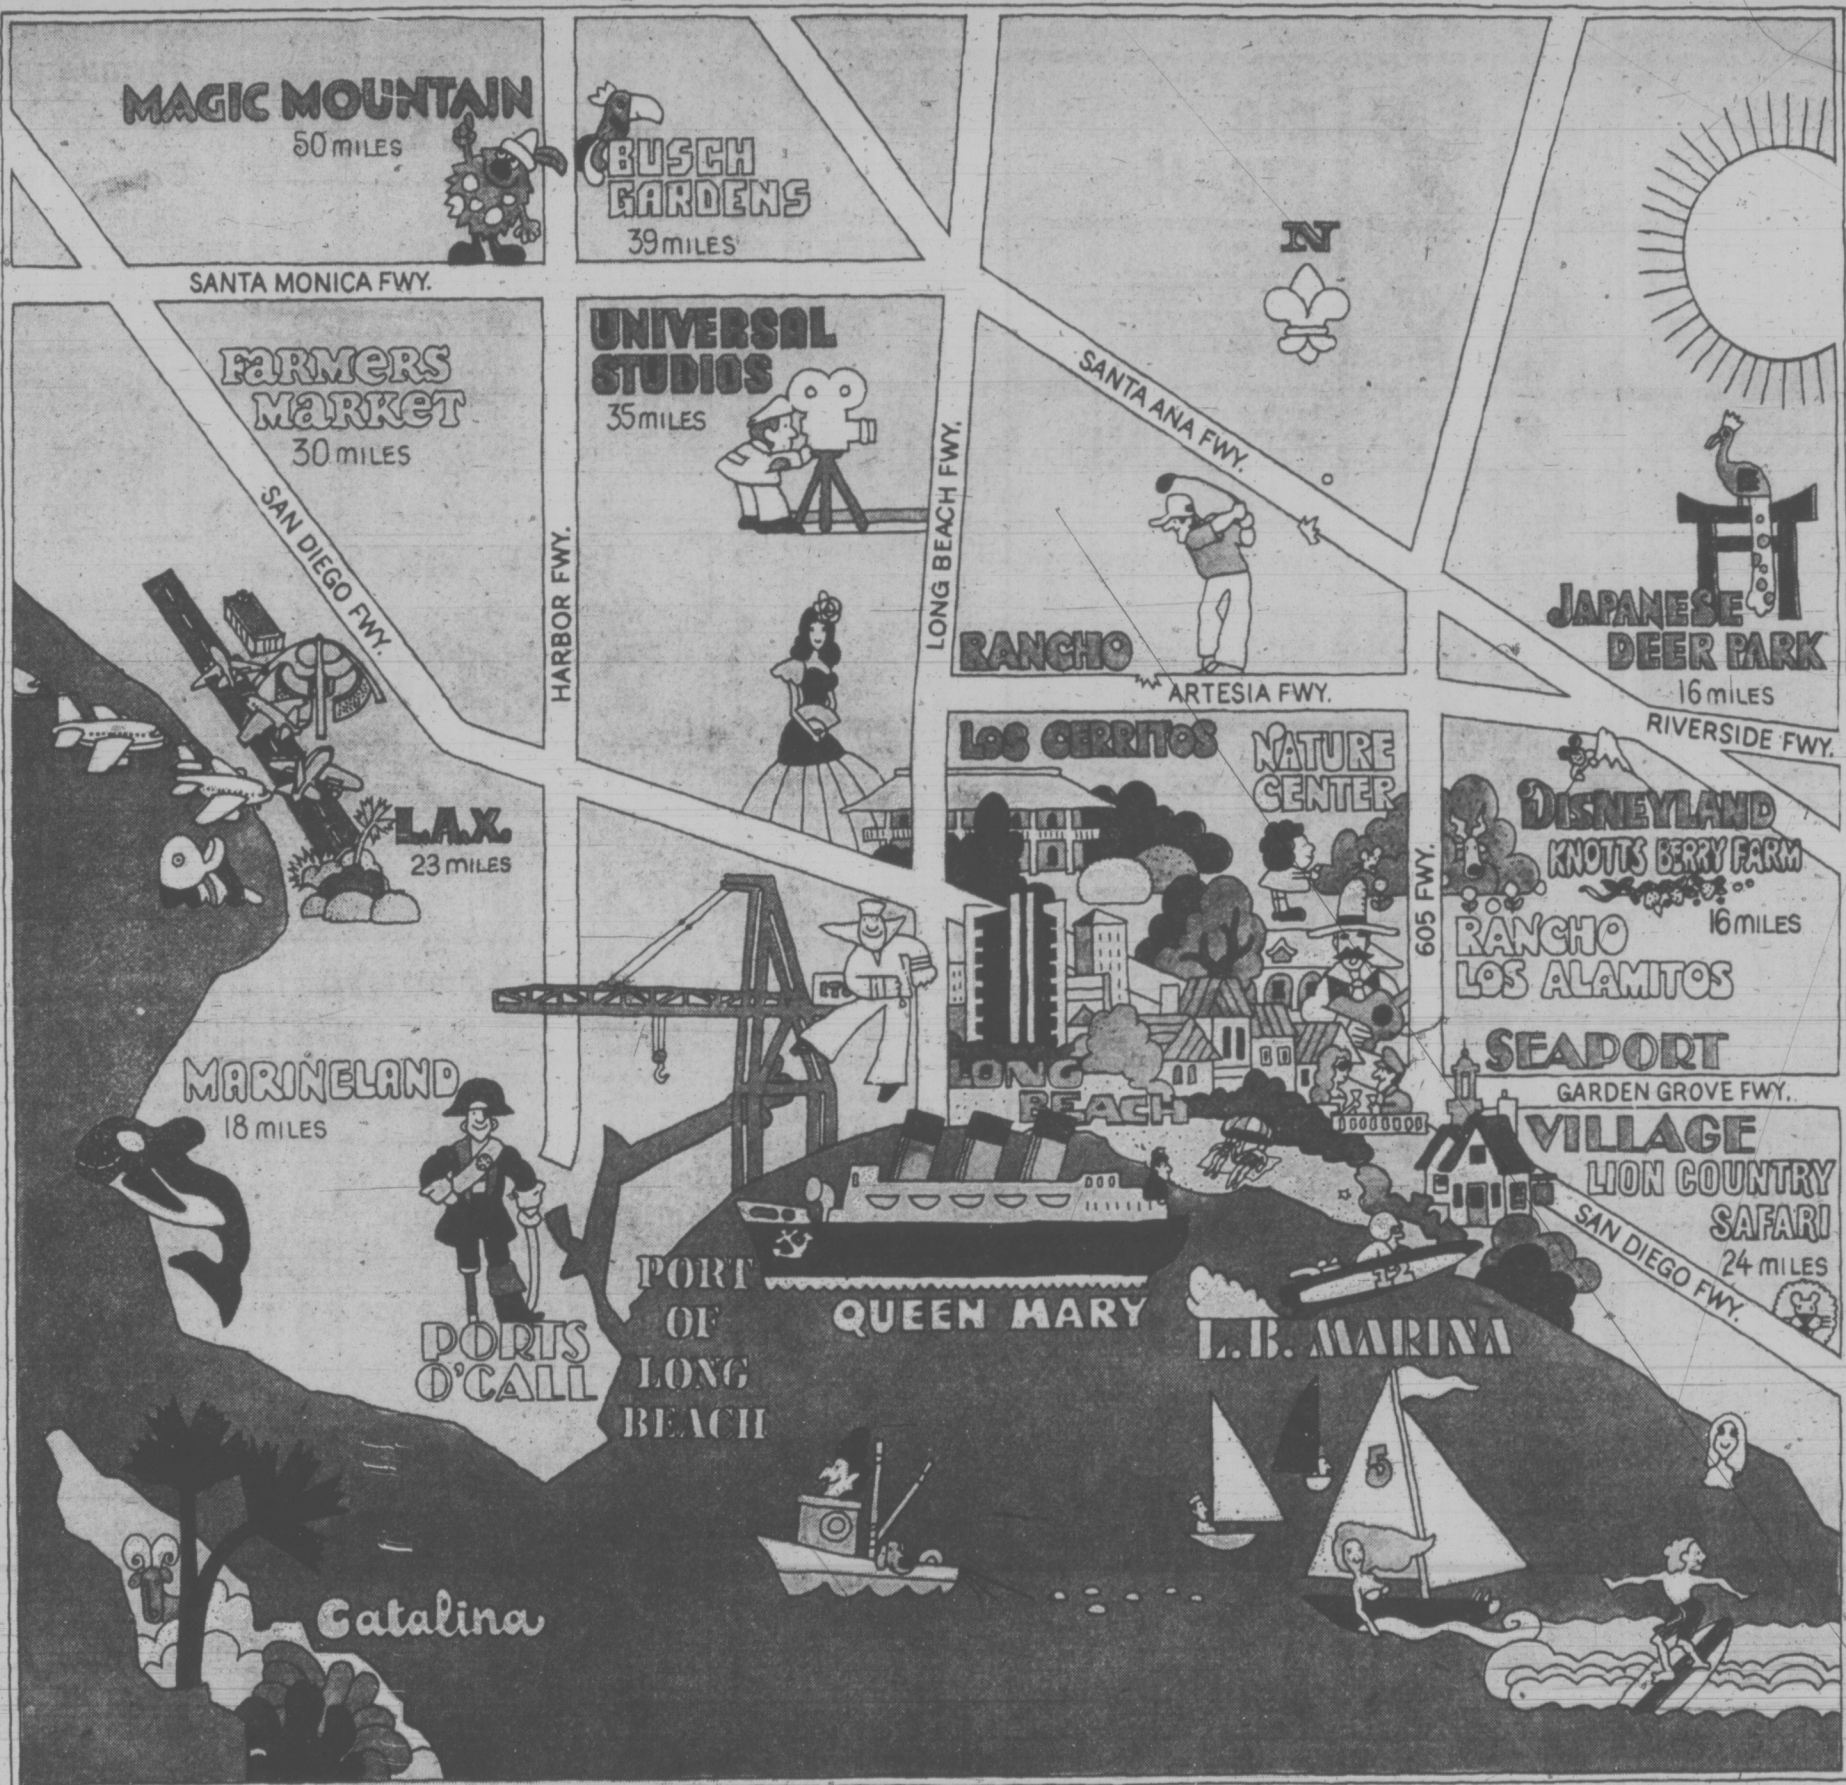 MAGIC MOUNTAIN
50 MILES
BUSCH
GARDENS
39 MILES
N
SANTA MONICA FWY.
FARMERS
MARKET
30 MILES
UNIVERSAL
STUDIOS
35 MILES
SANTA ANA FWY.
SAN DIEGO FWY.
HARBOR FWY.
LONG BEACH FWY.
RANCHO
ARTESIA FWY.
JAPANESE
DEER PARK
16 MILES
RIVERSIDE FWY.
LOS CERRITOS
NATURE
CENTER
DISNEYLAND
KNOTTS BERRY FARM
16 MILES
L.A.X.
23 MILES
605 FWY.
RANCHO
LOS ALAMITOS
SEAPORT
GARDEN GROVE FWY.
VILLAGE
LION COUNTRY
SAFARI
24 MILES
SAN DIEGO FWY.
MARINELAND
18 MILES
LONG
BEACH
PORTS
O'CALL
PORT
OF
LONG
BEACH
QUEEN MARY
12
L.B. MARINA
5
Catalina